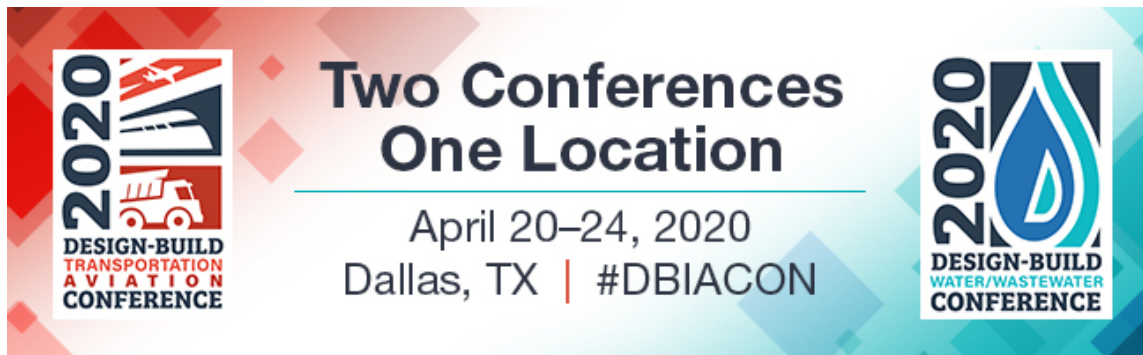 2020
DESIGN-BUILD
TRANSPORTATION
AVIATION
CONFERENCE
Two Conferences
One Location
April 20–24, 2020
Dallas, TX | #DBIACON
2020
DESIGN-BUILD
WATER/WASTEWATER
CONFERENCE